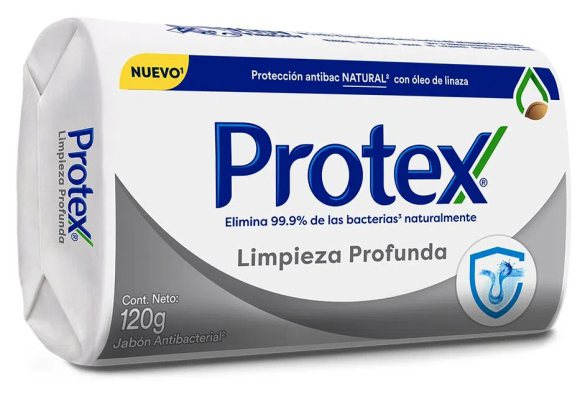 NUEVO¹
Protección antibac NATURAL² con óleo de linaza
Protex®
Elimina 99.9% de las bacterias³ naturalmente
Limpieza Profunda
Cont. Neto:
120g
Jabón Antibacterial²
Protex®
Limpieza Profunda